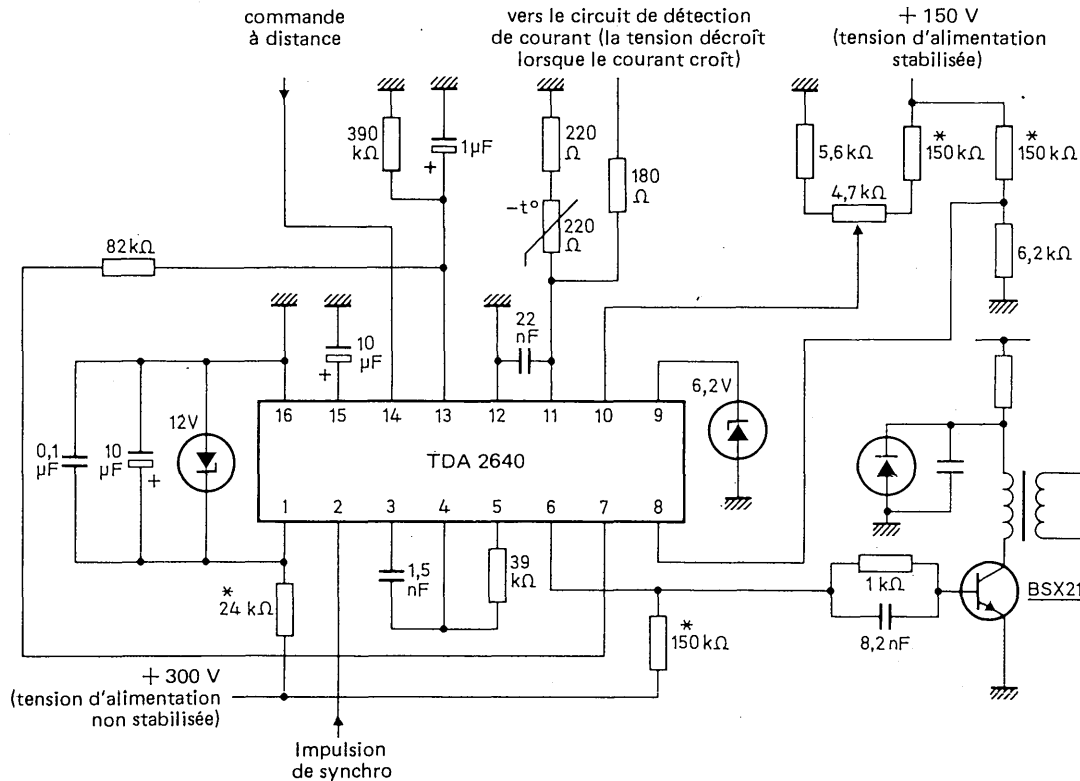 commande
à distance
vers le circuit de détection
de courant (la tension décroît
lorsque le courant croît)
+ 150 V
(tension d'alimentation
stabilisée)
390
kΩ
1µF
+
220
Ω
-t°
220
Ω
180
Ω
5,6 kΩ
*
150 kΩ
*
150 kΩ
4,7 kΩ
6,2 kΩ
82 kΩ
10
µF
+
22
nF
6,2 V
0,1
µF
10
µF
+
12V
16 15 14 13 12 11 10 9
TDA 2640
1 2 3 4 5 6 7 8
1,5
nF
39
kΩ
*
24 kΩ
*
150 kΩ
1 kΩ
8,2 nF
BSX21
+ 300 V
(tension d'alimentation
non stabilisée)
Impulsion
de synchro